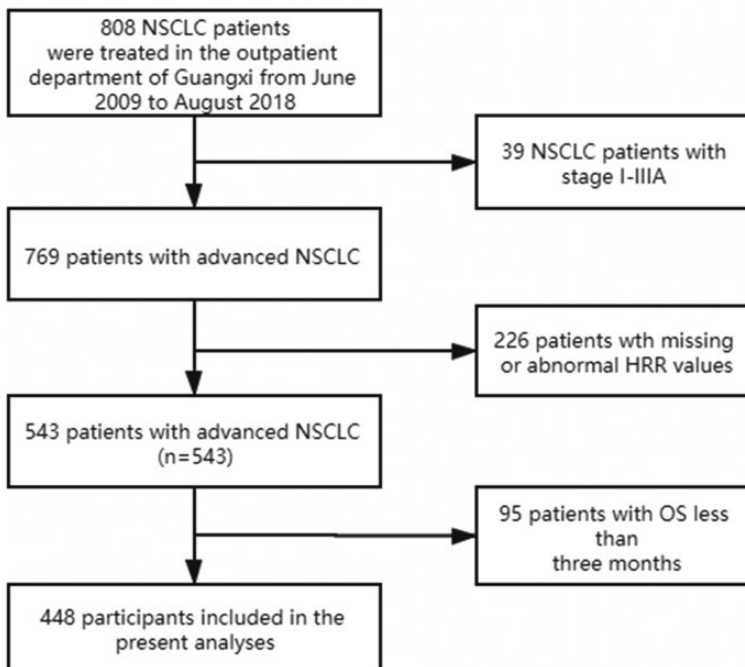 808 NSCLC patients
were treated in the outpatient
department of Guangxi from June
2009 to August 2018
39 NSCLC patients with
stage I-IIIA
769 patients with advanced NSCLC
226 patients wth missing
or abnormal HRR values
543 patients with advanced NSCLC
(n=543)
95 patients with OS less
than
three months
448 participants included in the
present analyses